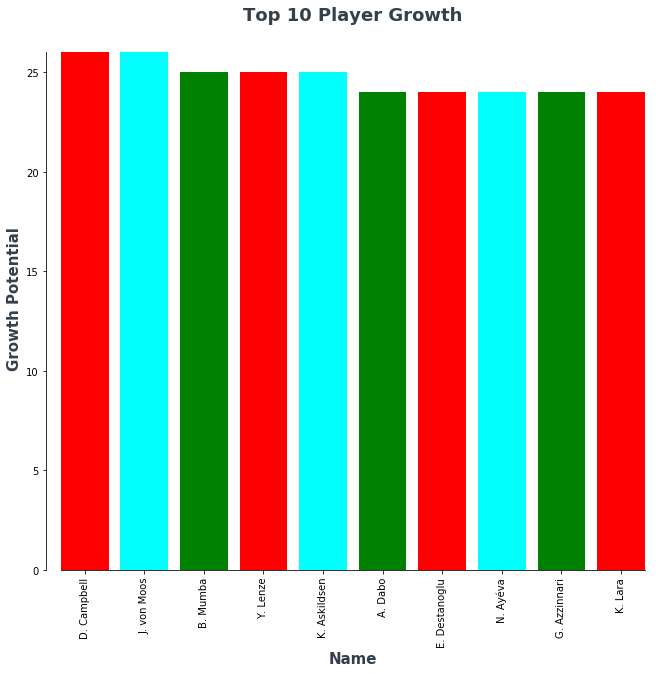 Top 10 Player Growth
Growth Potential
25
20
15
10
5
0
D. Campbell
J. von Moos
B. Mumba
Y. Lenze
K. Askildsen
A. Dabo
E. Destanoglu
N. Ayéva
G. Azzinnari
K. Lara
Name